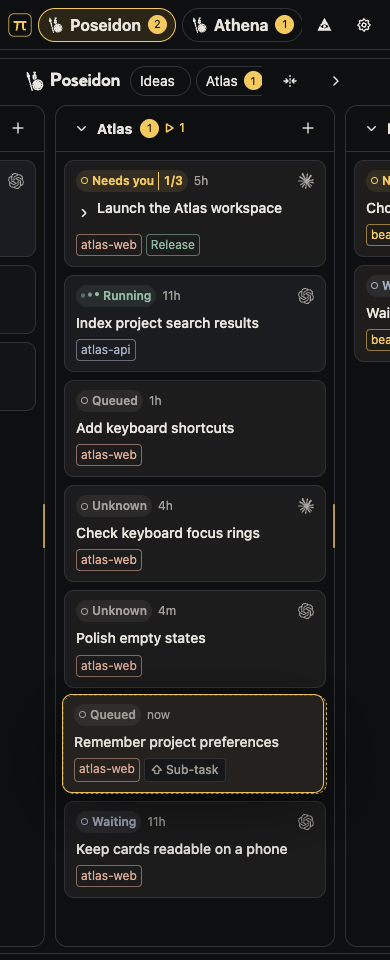 π Poseidon 2 Athena 1
Poseidon Ideas Atlas 1
Atlas 1 1
Needs you 1/3 5h
Launch the Atlas workspace
atlas-web Release
Running 11h
Index project search results
atlas-api
Queued 1h
Add keyboard shortcuts
atlas-web
Unknown 4h
Check keyboard focus rings
atlas-web
Unknown 4m
Polish empty states
atlas-web
Queued now
Remember project preferences
atlas-web Sub-task
Waiting 11h
Keep cards readable on a phone
atlas-web